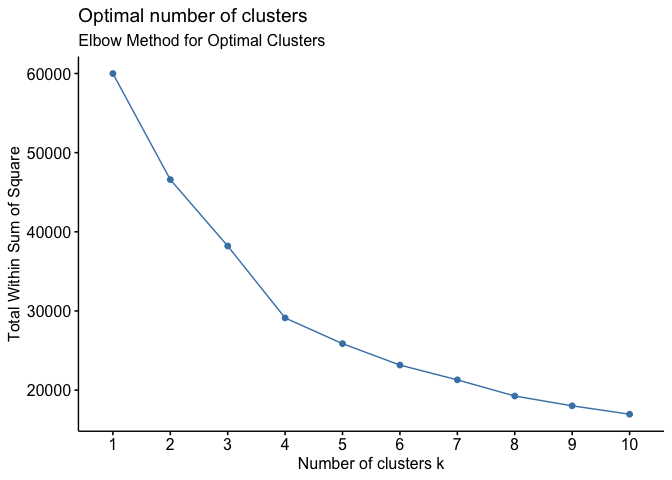 Optimal number of clusters
Elbow Method for Optimal Clusters
60000
50000
40000
30000
20000
Total Within Sum of Square
1 2 3 4 5 6 7 8 9 10
Number of clusters k